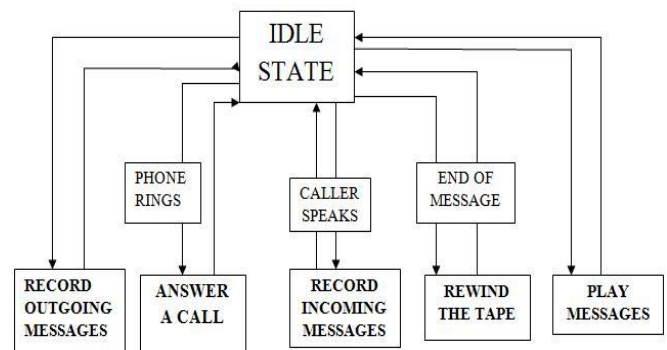 IDLE
STATE
PHONE
RINGS
CALLER
SPEAKS
END OF
MESSAGE
RECORD
OUTGOING
MESSAGES
ANSWER
A CALL
RECORD
INCOMING
MESSAGES
REWIND
THE TAPE
PLAY
MESSAGES